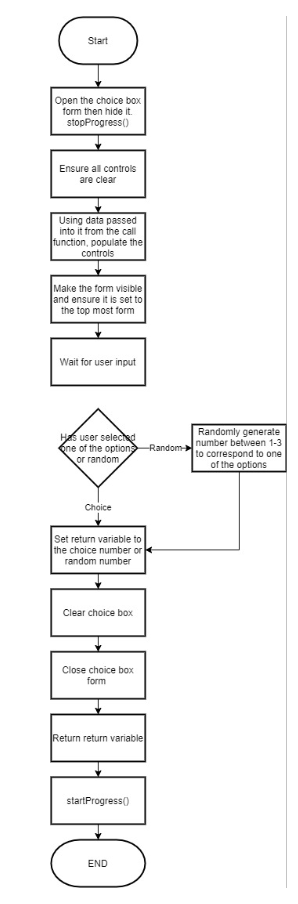 Start
Open the choice box
form then hide it.
stopProgress()
Ensure all controls
are clear
Using data passed
into it from the call
function, populate the
controls
Make the form visible
and ensure it is set to
the top most form
Wait for user input
Has user selected
one of the options
or random
Random
Randomly generate
number between 1-3
to correspond to one
of the options
Choice
Set return variable to
the choice number or
random number
Clear choice box
Close choice box
form
Return return variable
startProgress()
END